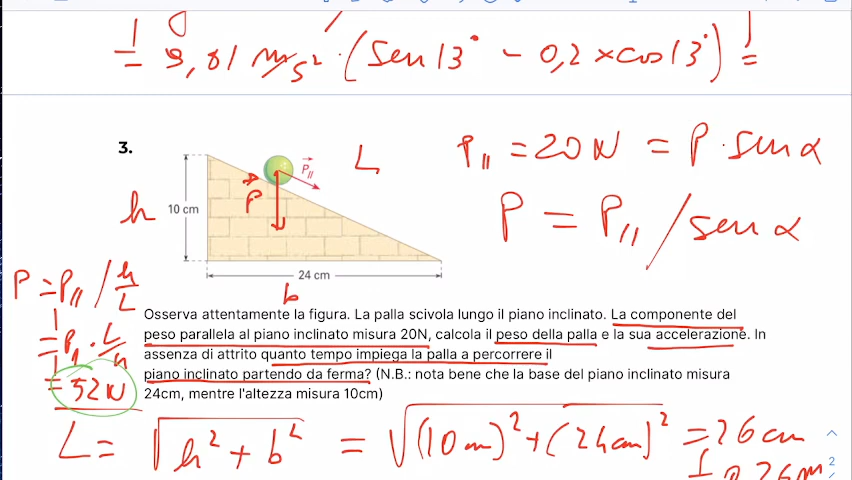 = 9,81 m/s² · (sen 13° - 0,2 x cos 13°) =
3.
P// = 20 N = P · sen α
L
P//
P
h
10 cm
P = P// / sen α
24 cm
b
P = P// / h/L
= P// · L/h
= 52 N
Osserva attentamente la figura. La palla scivola lungo il piano inclinato. La componente del
peso parallela al piano inclinato misura 20N, calcola il peso della palla e la sua accelerazione. In
assenza di attrito quanto tempo impiega la palla a percorrere il
piano inclinato partendo da ferma? (N.B.: nota bene che la base del piano inclinato misura
24cm, mentre l'altezza misura 10cm)
L = √h² + b² = √(10 cm)² + (24 cm)² = 26 cm
= 0,26 m
2